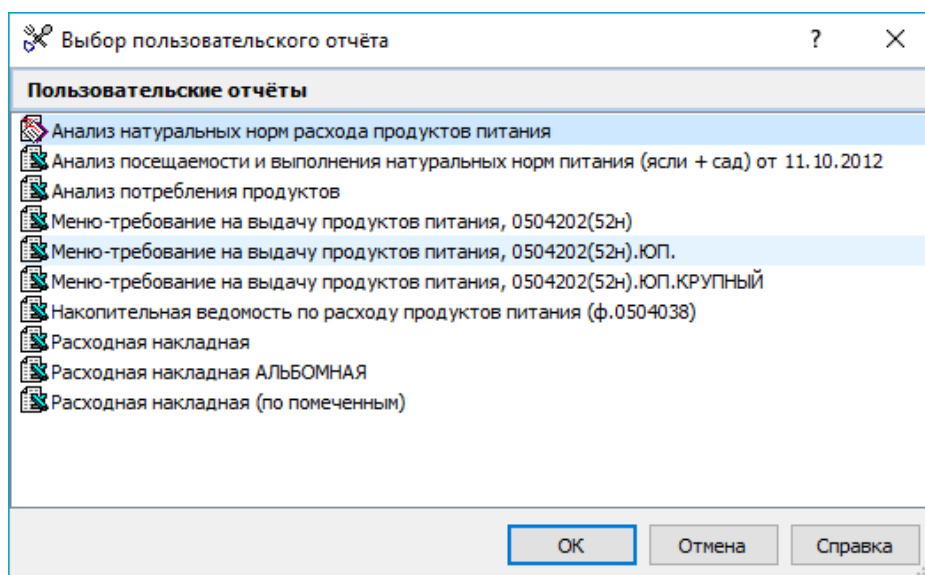 Выбор пользовательского отчёта ?
Пользовательские отчёты
Анализ натуральных норм расхода продуктов питания
Анализ посещаемости и выполнения натуральных норм питания (ясли + сад) от 11.10.2012
Анализ потребления продуктов
Меню-требование на выдачу продуктов питания, 0504202(52н)
Меню-требование на выдачу продуктов питания, 0504202(52н).ЮП.
Меню-требование на выдачу продуктов питания, 0504202(52н).ЮП.КРУПНЫЙ
Накопительная ведомость по расходу продуктов питания (ф.0504038)
Расходная накладная
Расходная накладная АЛЬБОМНАЯ
Расходная накладная (по помеченным)
ОК Отмена Справка